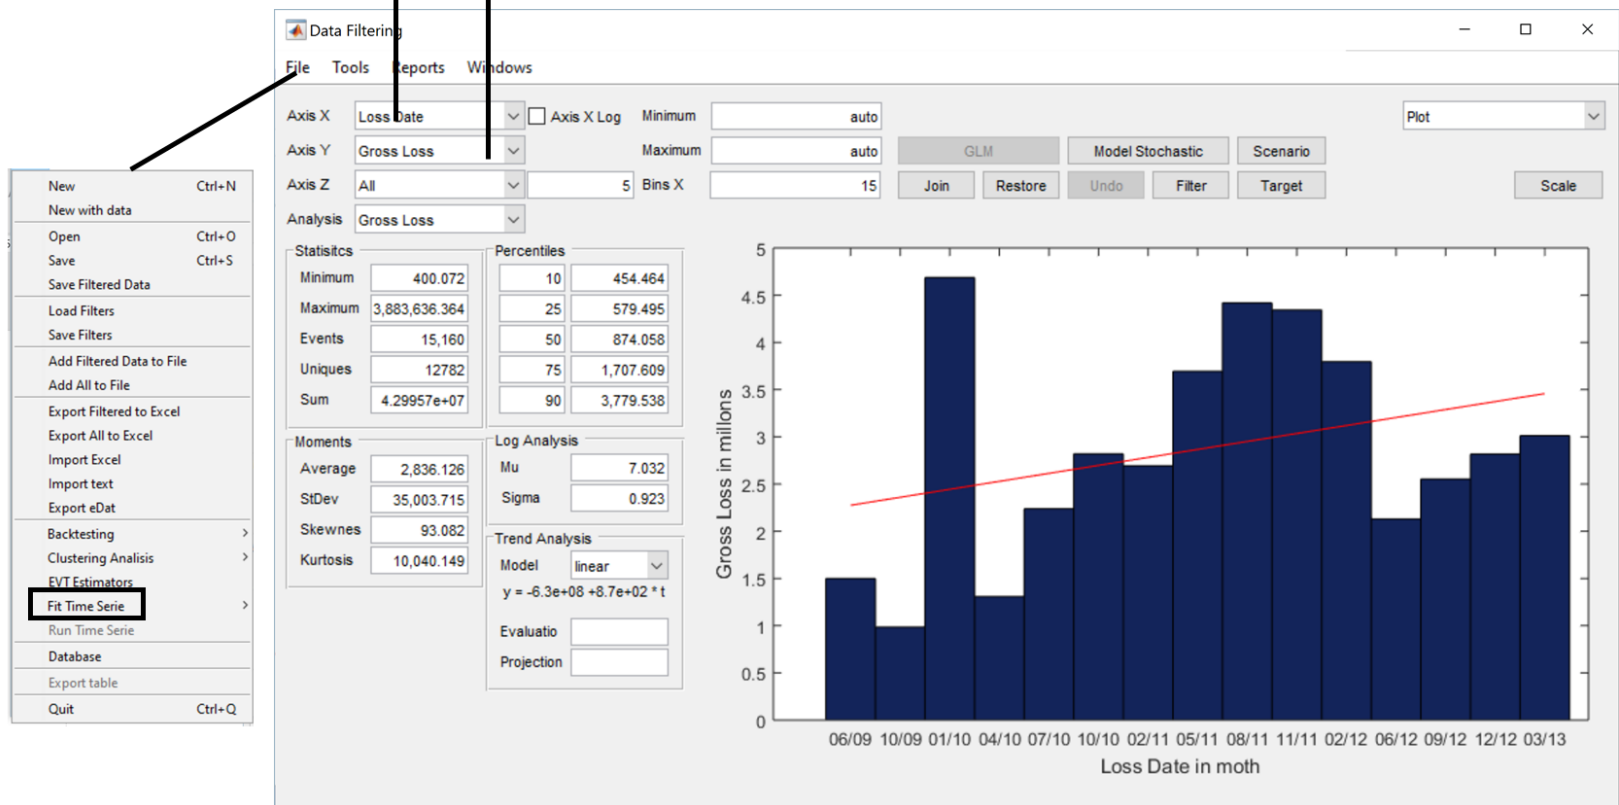 Data Filtering
File Tools Reports Windows
Axis X Loss Date Axis X Log Minimum auto Plot
Axis Y Gross Loss Maximum auto GLM Model Stochastic Scenario
Axis Z All 5 Bins X 15 Join Restore Undo Filter Target Scale
Analysis Gross Loss
New Ctrl+N
New with data
Open Ctrl+O
Save Ctrl+S
Save Filtered Data
Load Filters
Save Filters
Add Filtered Data to File
Add All to File
Export Filtered to Excel
Export All to Excel
Import Excel
Import text
Export eDat
Backtesting
Clustering Analisis
EVT Estimators
Fit Time Serie
Run Time Serie
Database
Export table
Quit Ctrl+Q
Statisitcs
Minimum 400.072
Maximum 3,883,636.364
Events 15,160
Uniques 12782
Sum 4.29957e+07
Percentiles
10 454.464
25 579.495
50 874.058
75 1,707.609
90 3,779.538
Moments
Average 2,836.126
StDev 35,003.715
Skewnes 93.082
Kurtosis 10,040.149
Log Analysis
Mu 7.032
Sigma 0.923
Trend Analysis
Model linear
y = -6.3e+08 +8.7e+02 * t
Evaluatio
Projection
Gross Loss in millons
5
4.5
4
3.5
3
2.5
2
1.5
1
0.5
0
06/09 10/09 01/10 04/10 07/10 10/10 02/11 05/11 08/11 11/11 02/12 06/12 09/12 12/12 03/13
Loss Date in moth